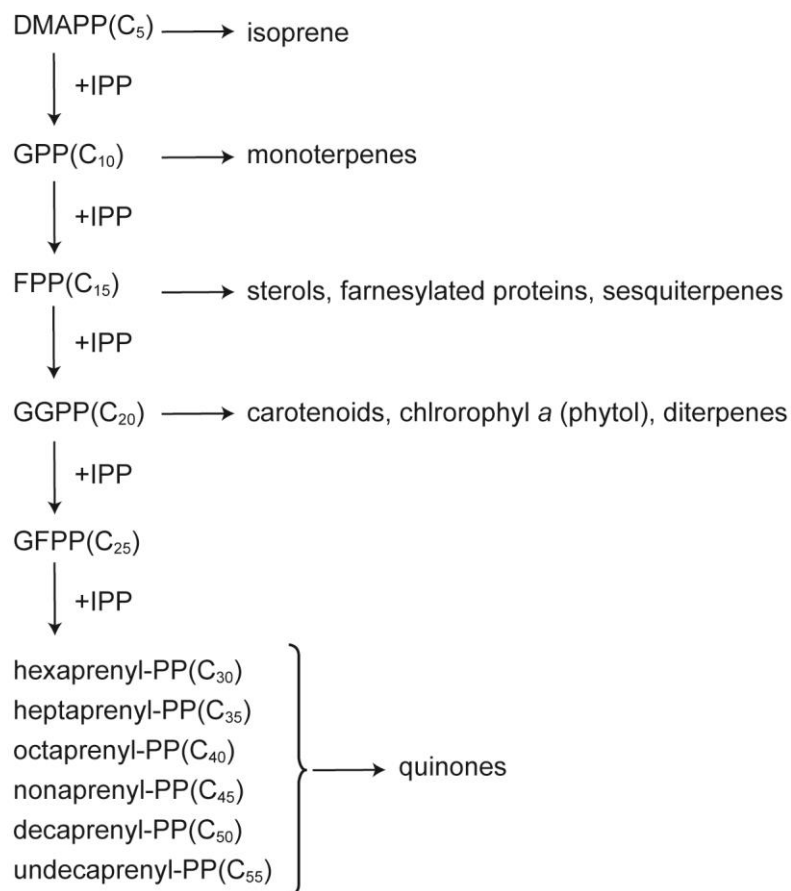 DMAPP(C₅) isoprene
+IPP
GPP(C₁₀) monoterpenes
+IPP
FPP(C₁₅) sterols, farnesylated proteins, sesquiterpenes
+IPP
GGPP(C₂₀) carotenoids, chlrorophyl a (phytol), diterpenes
+IPP
GFPP(C₂₅)
+IPP
hexaprenyl-PP(C₃₀)
heptaprenyl-PP(C₃₅)
octaprenyl-PP(C₄₀)
nonaprenyl-PP(C₄₅)
decaprenyl-PP(C₅₀)
undecaprenyl-PP(C₅₅)
quinones